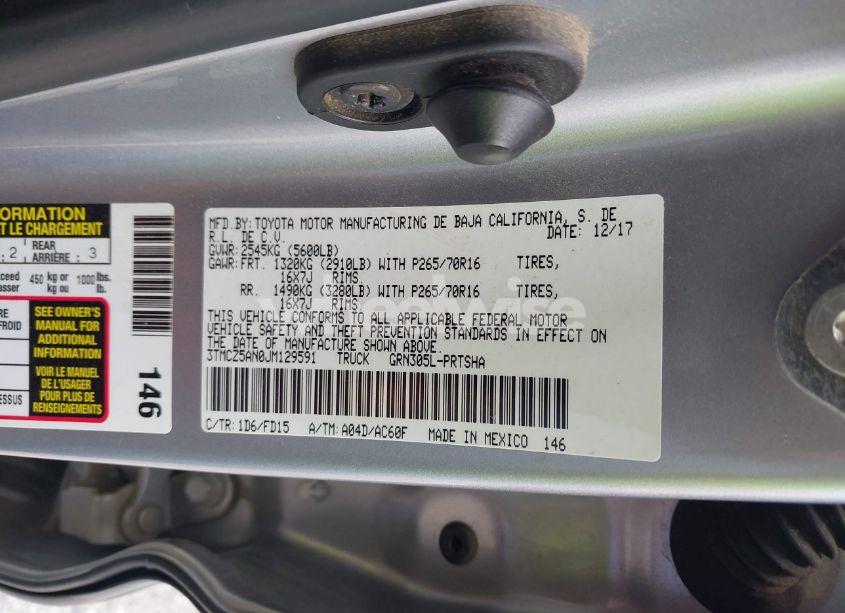 ORMATION
T LE CHARGEMENT
2 REAR ARRIÈRE : 3
450 kg or ou 1000 lbs. lb.
SEE OWNER'S
MANUAL FOR
ADDITIONAL
INFORMATION
VOIR LE MANUEL
DE L'USAGER
POUR PLUS DE
RENSEIGNEMENTS
146
MFD.BY: TOYOTA MOTOR MANUFACTURING DE BAJA CALIFORNIA, S. DE
R.L. DE C.V. DATE: 12/17
GVWR: 2545KG (5600LB)
GAWR: FRT. 1320KG (2910LB) WITH P265/70R16 TIRES,
16X7J RIMS.
RR. 1490KG (3280LB) WITH P265/70R16 TIRES,
16X7J RIMS.
THIS VEHICLE CONFORMS TO ALL APPLICABLE FEDERAL MOTOR
VEHICLE SAFETY AND THEFT PREVENTION STANDARDS IN EFFECT ON
THE DATE OF MANUFACTURE SHOWN ABOVE.
3TMCZ5AN0JM129591 TRUCK GRN305L-PRTSHA
C/TR: 1D6/FD15 A/TM: A04D/AC60F MADE IN MEXICO 146